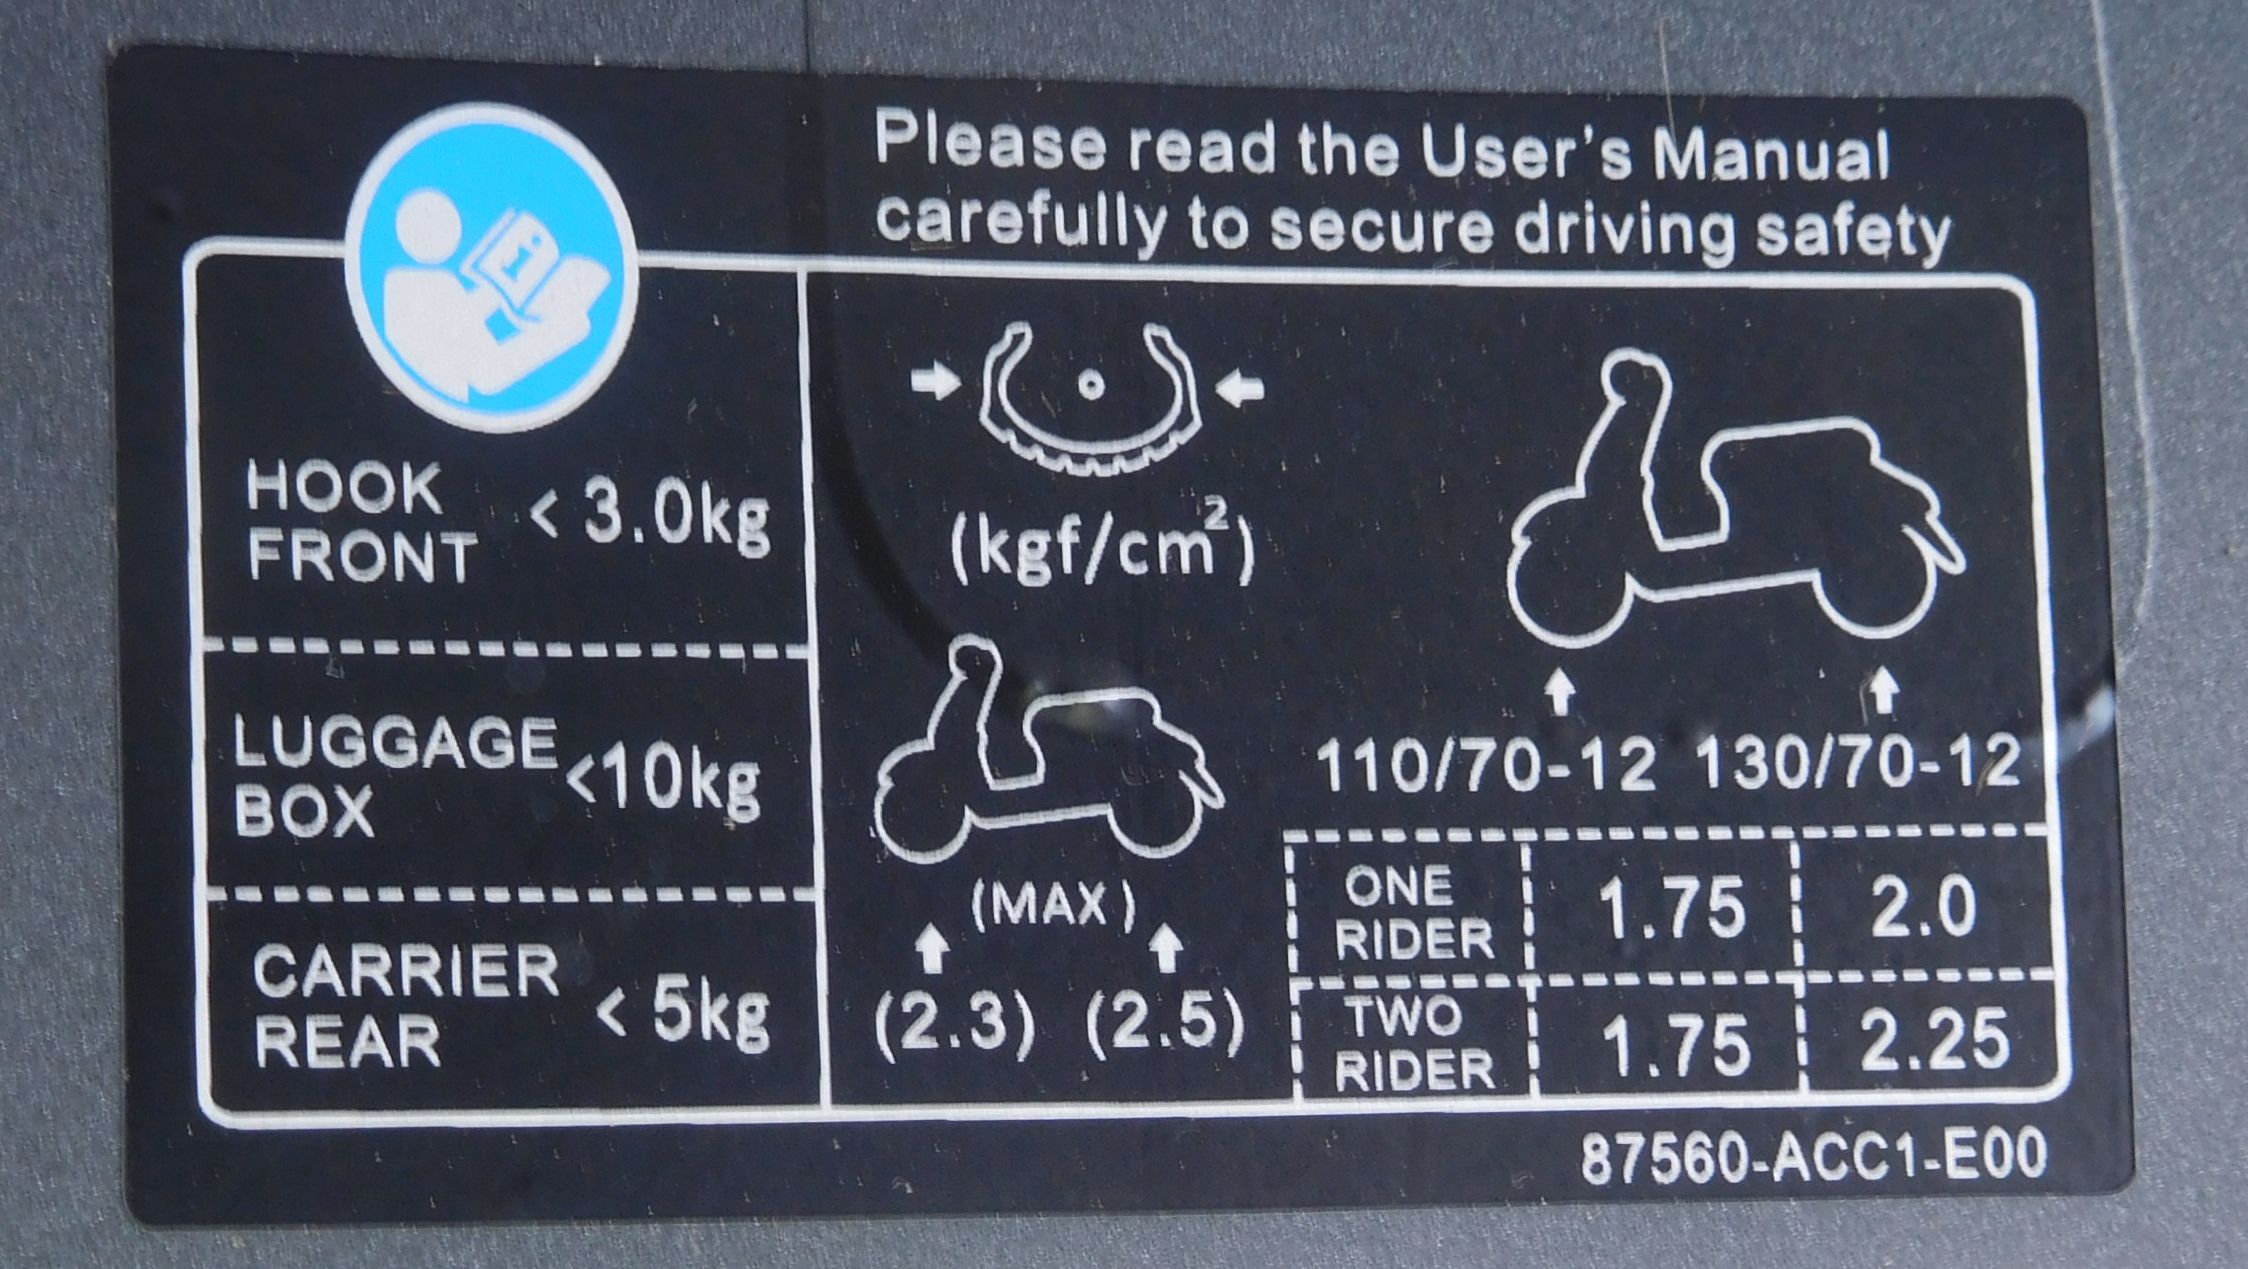 Please read the User's Manual
carefully to secure driving safety
i
HOOK
FRONT < 3.0kg
LUGGAGE
BOX <10kg
CARRIER
REAR < 5kg
(kgf/cm²)
(MAX)
(2.3) (2.5)
110/70-12 130/70-12
ONE
RIDER 1.75 2.0
TWO
RIDER 1.75 2.25
87560-ACC1-E00